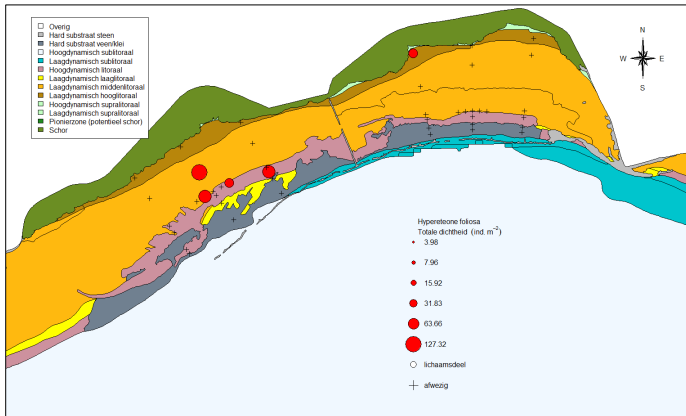 Overig
Hard substraat steen
Hard substraat veen/klei
Hoogdynamisch sublitoraal
Laagdynamisch sublitoraal
Hoogdynamisch litoraal
Laagdynamisch laaglitoraal
Laagdynamisch middenlitoraal
Laagdynamisch hooglitoraal
Hoogdynamisch supralitoraal
Laagdynamisch supralitoraal
Pionierzone (potentieel schor)
Schor
N
W E
S
Hypereteone foliosa
Totale dichtheid (ind. m⁻²)
3.98
7.96
15.92
31.83
63.66
127.32
lichaamsdeel
afwezig